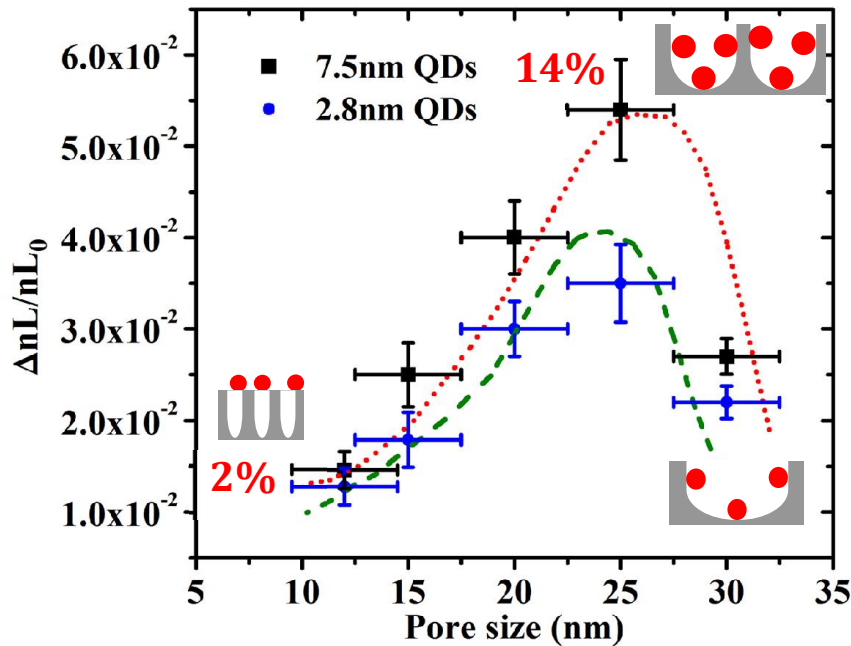 7.5nm QDs
2.8nm QDs
14%
2%
6.0x10⁻²
5.0x10⁻²
4.0x10⁻²
3.0x10⁻²
2.0x10⁻²
1.0x10⁻²
ΔnL/nL₀
5 10 15 20 25 30 35
Pore size (nm)